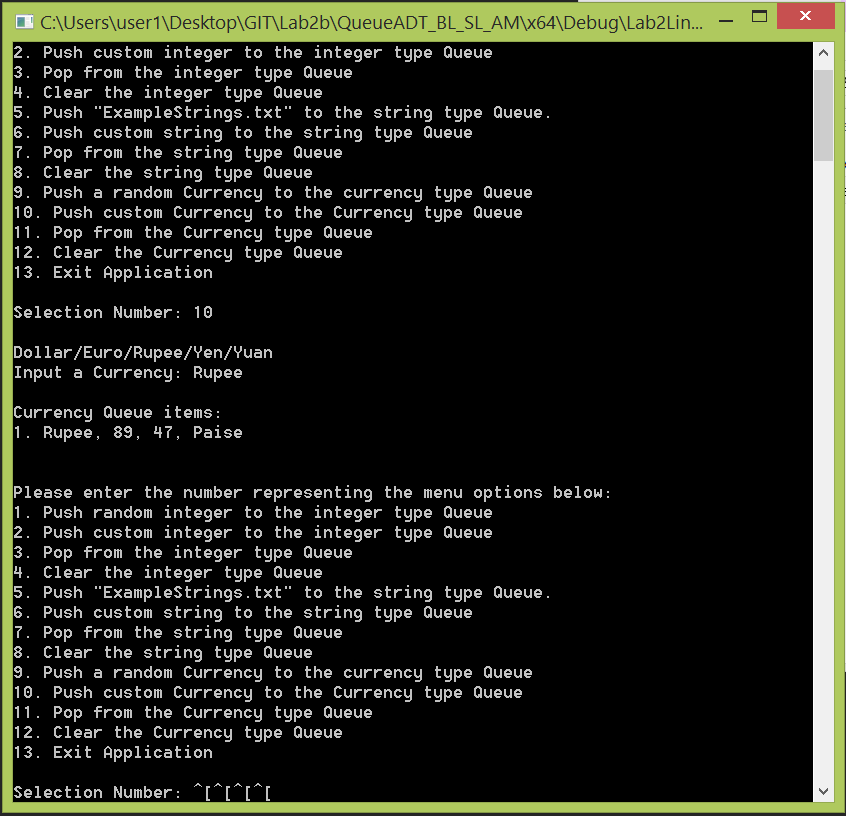 C:\Users\user1\Desktop\GIT\Lab2b\QueueADT_BL_SL_AM\x64\Debug\Lab2Lin...
2. Push custom integer to the integer type Queue
3. Pop from the integer type Queue
4. Clear the integer type Queue
5. Push "ExampleStrings.txt" to the string type Queue.
6. Push custom string to the string type Queue
7. Pop from the string type Queue
8. Clear the string type Queue
9. Push a random Currency to the currency type Queue
10. Push custom Currency to the Currency type Queue
11. Pop from the Currency type Queue
12. Clear the Currency type Queue
13. Exit Application
Selection Number: 10
Dollar/Euro/Rupee/Yen/Yuan
Input a Currency: Rupee
Currency Queue items:
1. Rupee, 89, 47, Paise
Please enter the number representing the menu options below:
1. Push random integer to the integer type Queue
2. Push custom integer to the integer type Queue
3. Pop from the integer type Queue
4. Clear the integer type Queue
5. Push "ExampleStrings.txt" to the string type Queue.
6. Push custom string to the string type Queue
7. Pop from the string type Queue
8. Clear the string type Queue
9. Push a random Currency to the currency type Queue
10. Push custom Currency to the Currency type Queue
11. Pop from the Currency type Queue
12. Clear the Currency type Queue
13. Exit Application
Selection Number: ^[^[^[^[